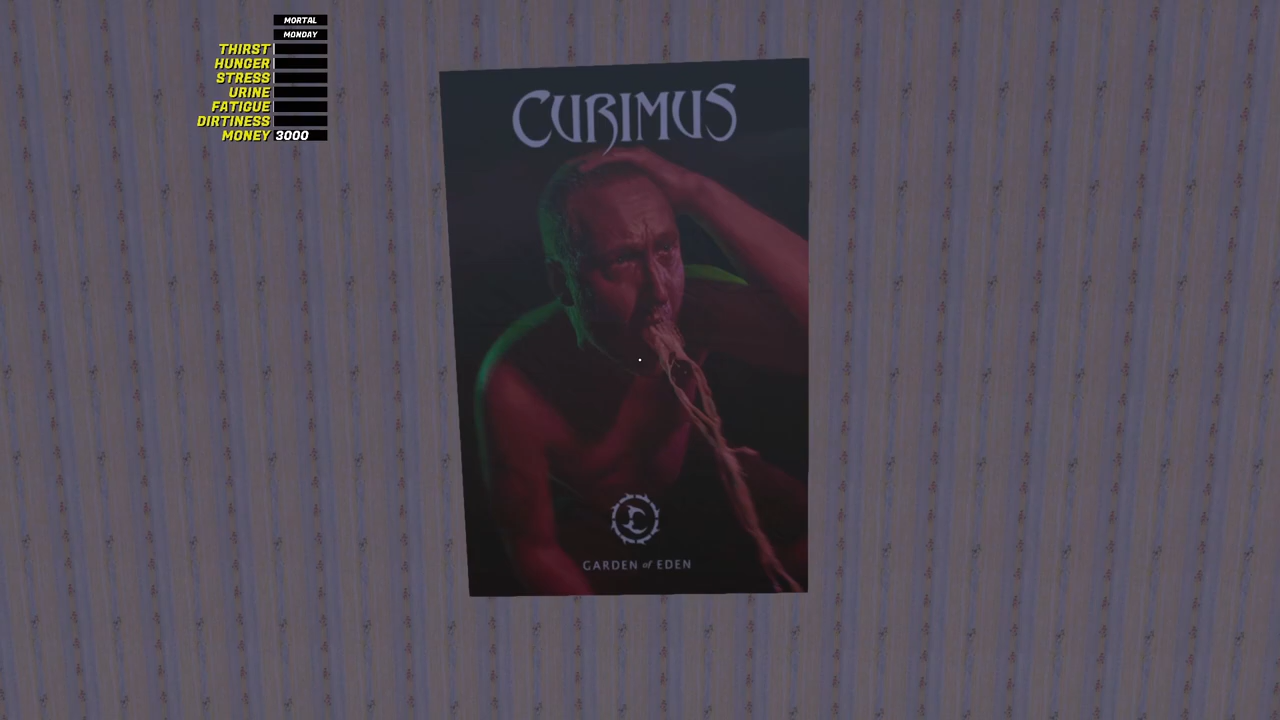 MORTAL
MONDAY
THIRST
HUNGER
STRESS
URINE
FATIGUE
DIRTINESS
MONEY 3000
CURIMUS
GARDEN of EDEN